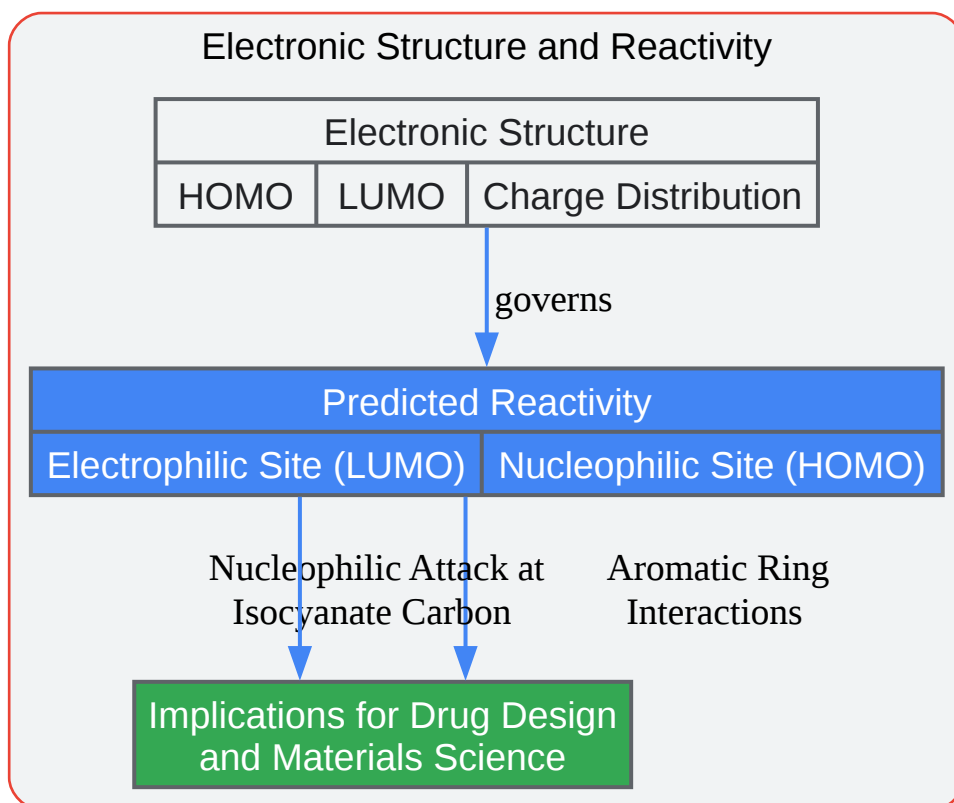 Electronic Structure and Reactivity
Electronic Structure
HOMO
LUMO
Charge Distribution
governs
Predicted Reactivity
Electrophilic Site (LUMO)
Nucleophilic Site (HOMO)
Nucleophilic Attack at
Isocyanate Carbon
Aromatic Ring
Interactions
Implications for Drug Design
and Materials Science